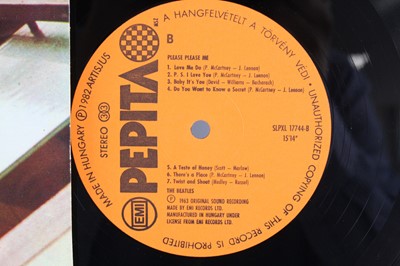 A HANGFELVÉTELT A TÖRVÉNY VÉDI • UNAUTHORIZED COPYING OF THIS RECORD IS PROHIBITED
MADE IN HUNGARY Ⓟ 1982 ARTISJUS
STEREO 33
PEPITA
B
PLEASE PLEASE ME
1. Love Me Do (P. McCartney – J. Lennon)
2. P. S. I Love You (P. McCartney – J. Lennon)
3. Baby It's You (David – Williams – Bacharach)
4. Do You Want to Know a Secret (P. McCartney – J. Lennon)
SLPXL 17744-B
15'14"
5. A Taste of Honey (Scott – Marlow)
6. There's a Place (P. McCartney – J. Lennon)
7. Twist and Shout (Medley – Russel)
THE BEATLES
EMI
Ⓟ 1963 ORIGINAL SOUND RECORDING
MADE BY EMI RECORDS LTD.
MANUFACTURED IN HUNGARY UNDER
LICENSE FROM EMI RECORDS LTD